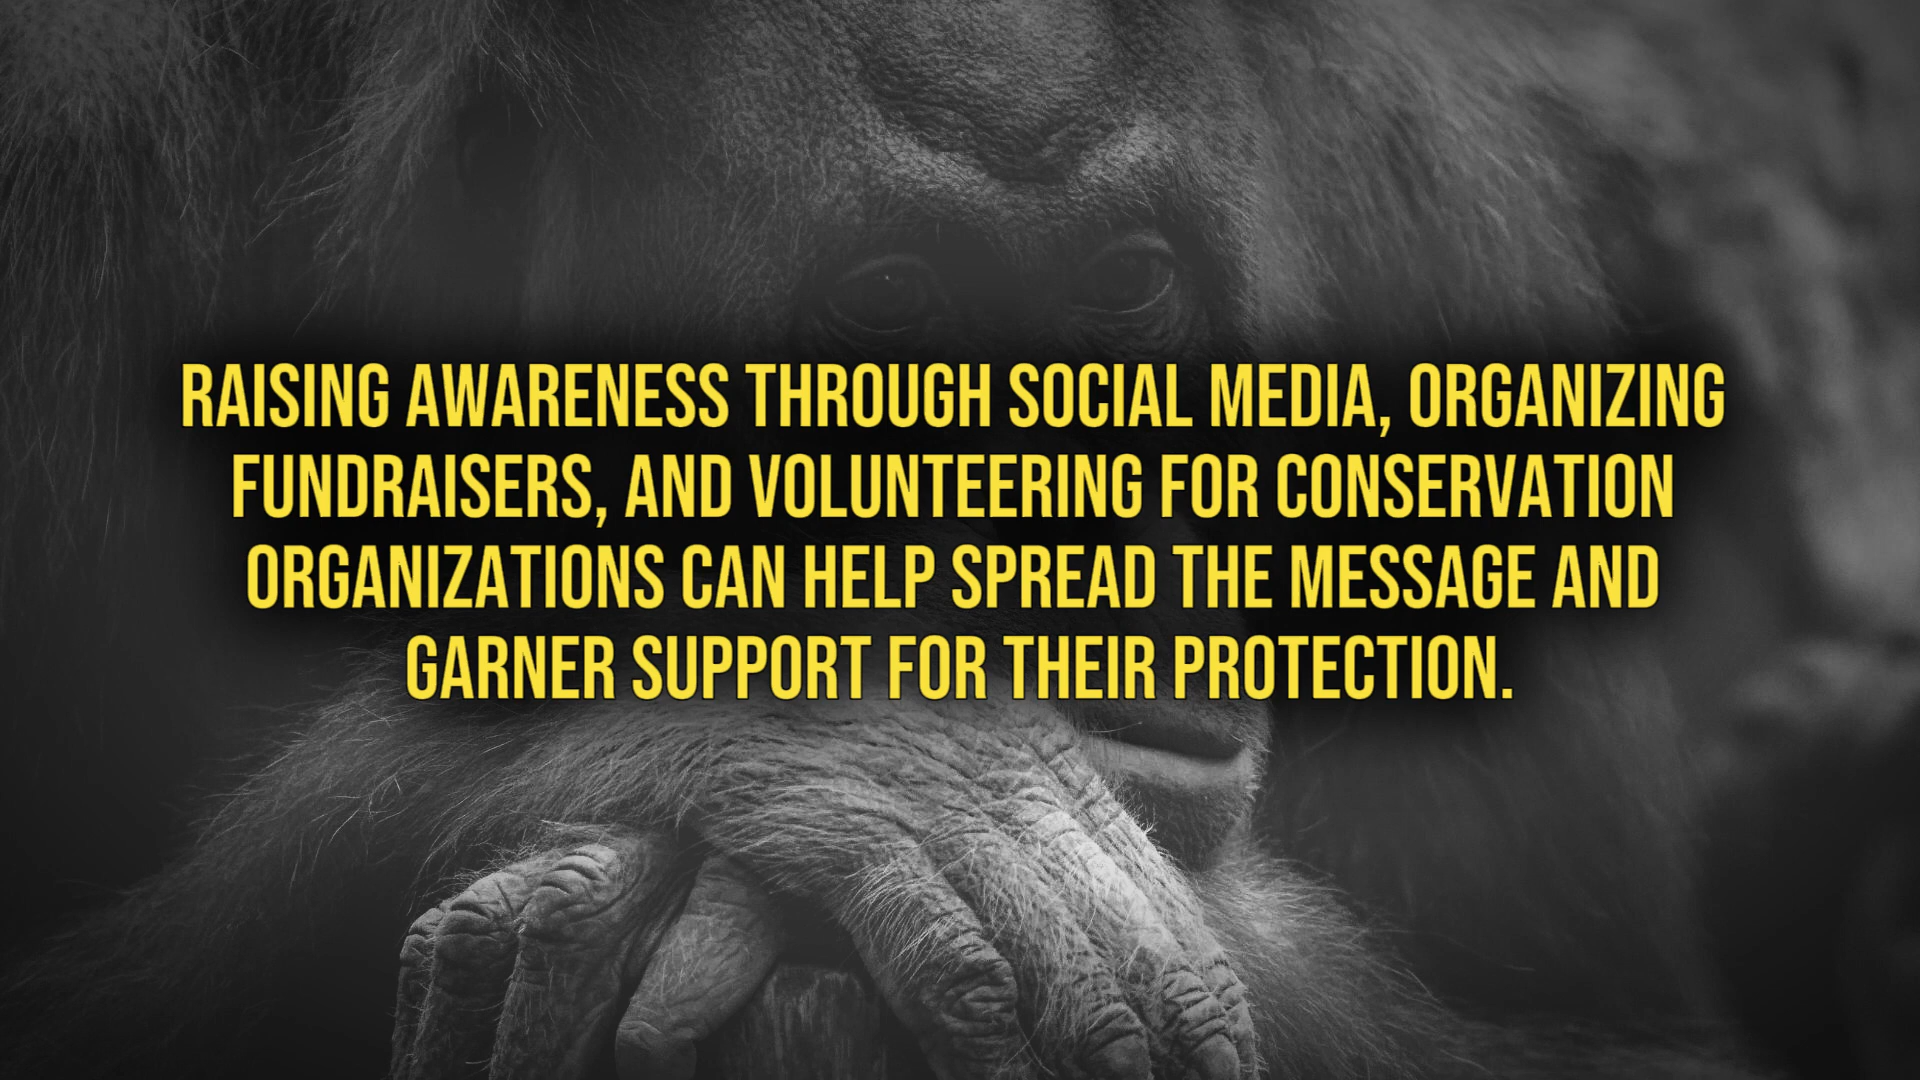 RAISING AWARENESS THROUGH SOCIAL MEDIA, ORGANIZING
FUNDRAISERS, AND VOLUNTEERING FOR CONSERVATION
ORGANIZATIONS CAN HELP SPREAD THE MESSAGE AND
GARNER SUPPORT FOR THEIR PROTECTION.